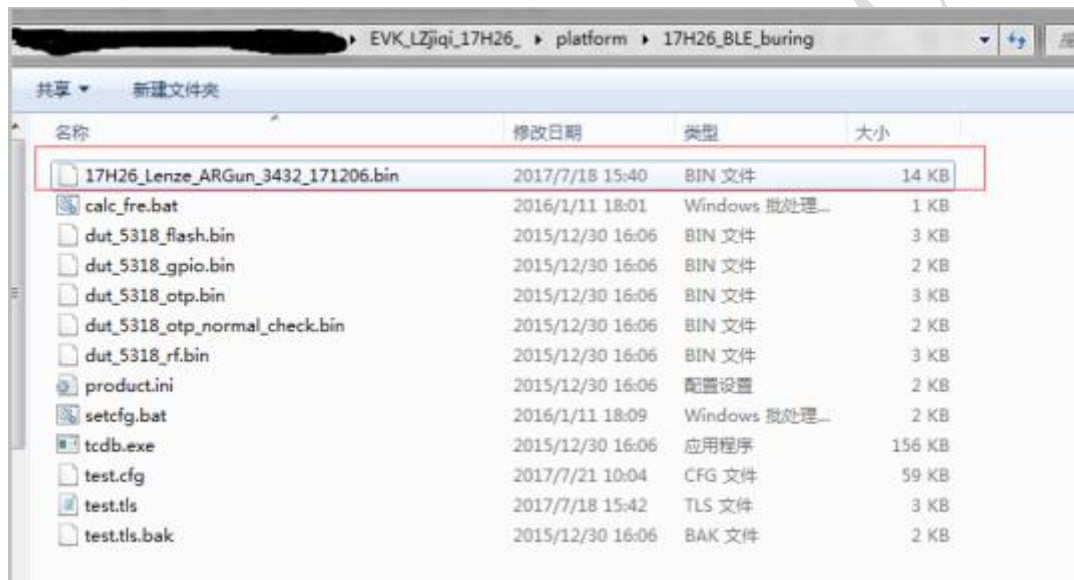 EVK_LZjiqi_17H26_ ▸ platform ▸ 17H26_BLE_buring
共享 新建文件夹
名称 修改日期 类型 大小
17H26_Lenze_ARGun_3432_171206.bin 2017/7/18 15:40 BIN 文件 14 KB
calc_fre.bat 2016/1/11 18:01 Windows 批处理... 1 KB
dut_5318_flash.bin 2015/12/30 16:06 BIN 文件 3 KB
dut_5318_gpio.bin 2015/12/30 16:06 BIN 文件 2 KB
dut_5318_otp.bin 2015/12/30 16:06 BIN 文件 3 KB
dut_5318_otp_normal_check.bin 2015/12/30 16:06 BIN 文件 2 KB
dut_5318_rf.bin 2015/12/30 16:06 BIN 文件 3 KB
product.ini 2015/12/30 16:06 配置设置 2 KB
setcfg.bat 2016/1/11 18:09 Windows 批处理... 2 KB
tcdb.exe 2015/12/30 16:06 应用程序 156 KB
test.cfg 2017/7/21 10:04 CFG 文件 59 KB
test.tls 2017/7/18 15:42 TLS 文件 3 KB
test.tls.bak 2015/12/30 16:06 BAK 文件 2 KB